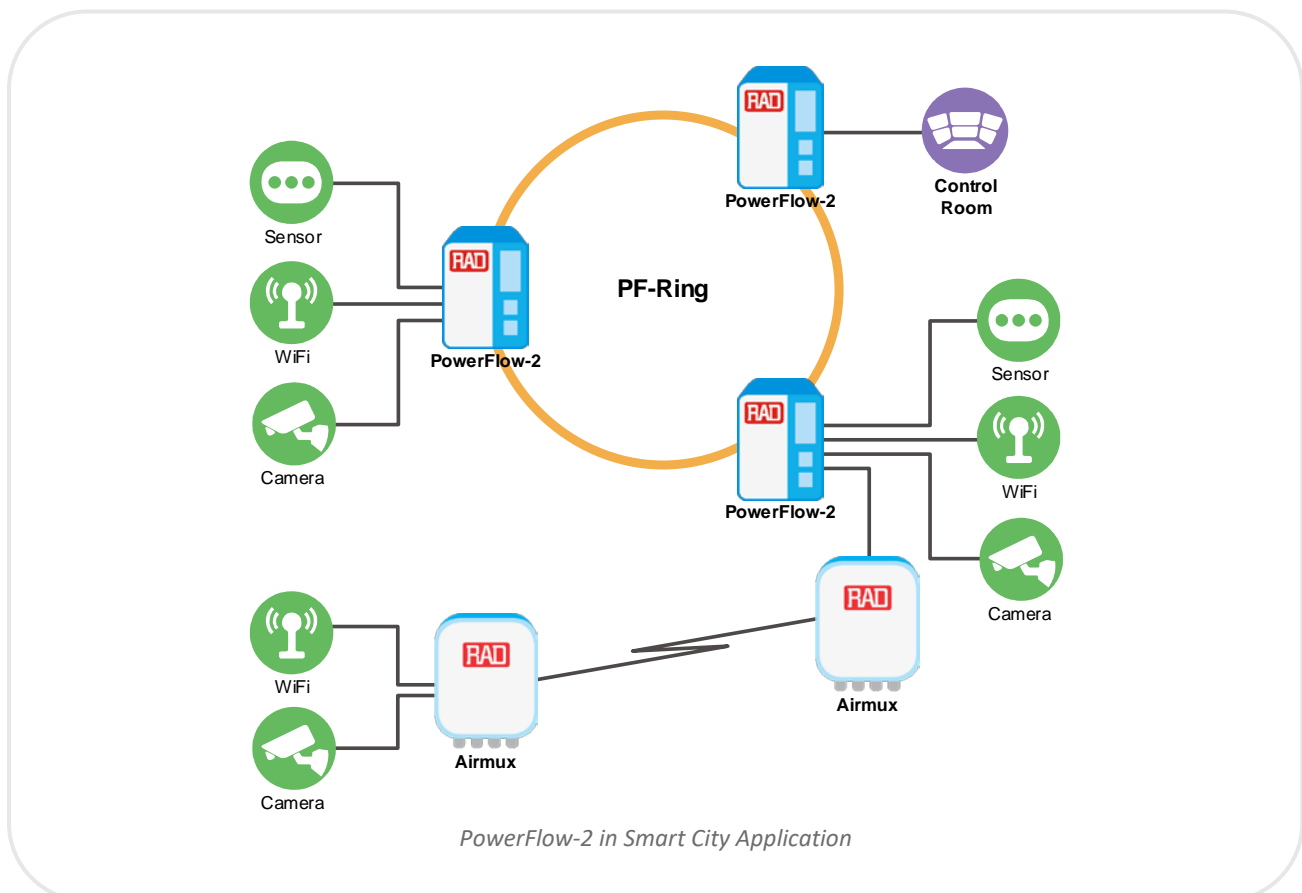 RAD
PowerFlow-2
Control
Room
Sensor
WiFi
Camera
RAD
PowerFlow-2
PF-Ring
RAD
PowerFlow-2
Sensor
WiFi
Camera
RAD
Airmux
WiFi
Camera
RAD
Airmux
PowerFlow-2 in Smart City Application